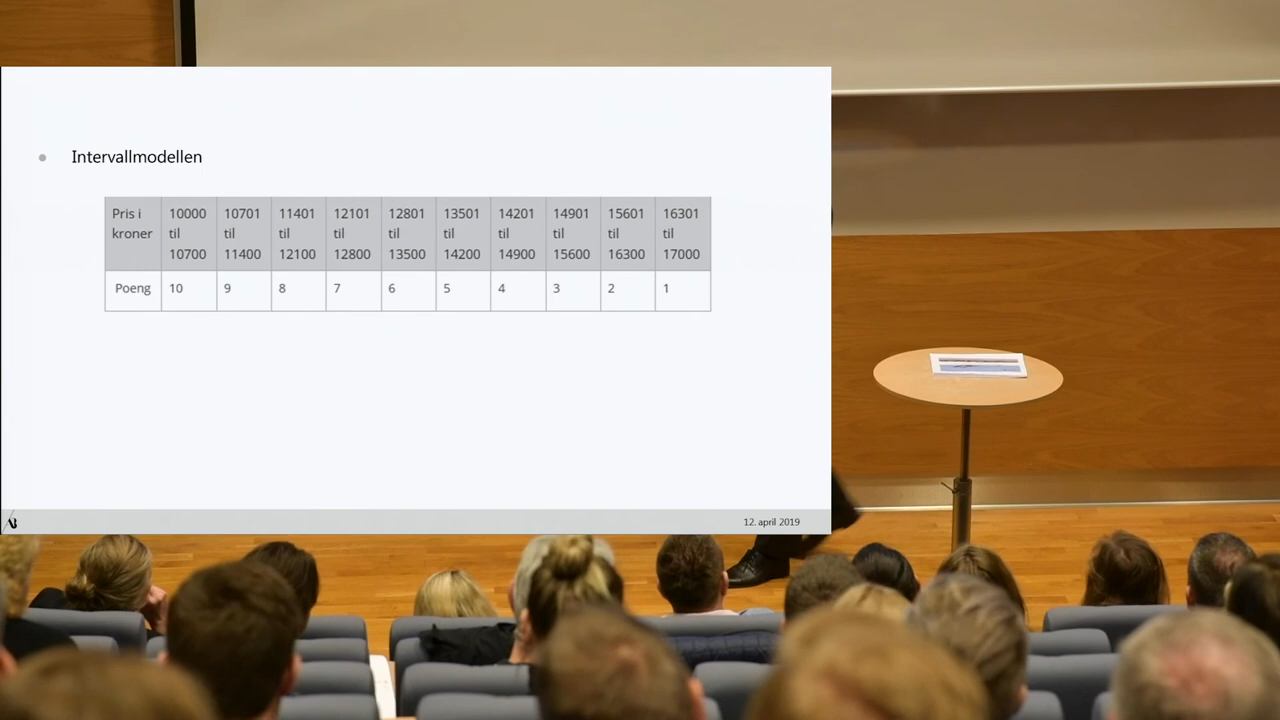 Intervallmodellen
Pris i kroner 10000 til 10700 10701 til 11400 11401 til 12100 12101 til 12800 12801 til 13500 13501 til 14200 14201 til 14900 14901 til 15600 15601 til 16300 16301 til 17000
Poeng 10 9 8 7 6 5 4 3 2 1
12. april 2019